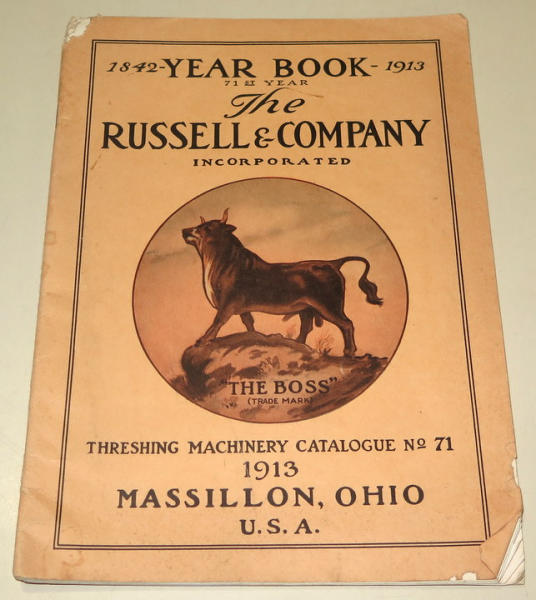 1842-YEAR BOOK-1913
71ST YEAR
The
RUSSELL & COMPANY
INCORPORATED
"THE BOSS"
(TRADE MARK)
THRESHING MACHINERY CATALOGUE No 71
1913
MASSILLON, OHIO
U.S.A.